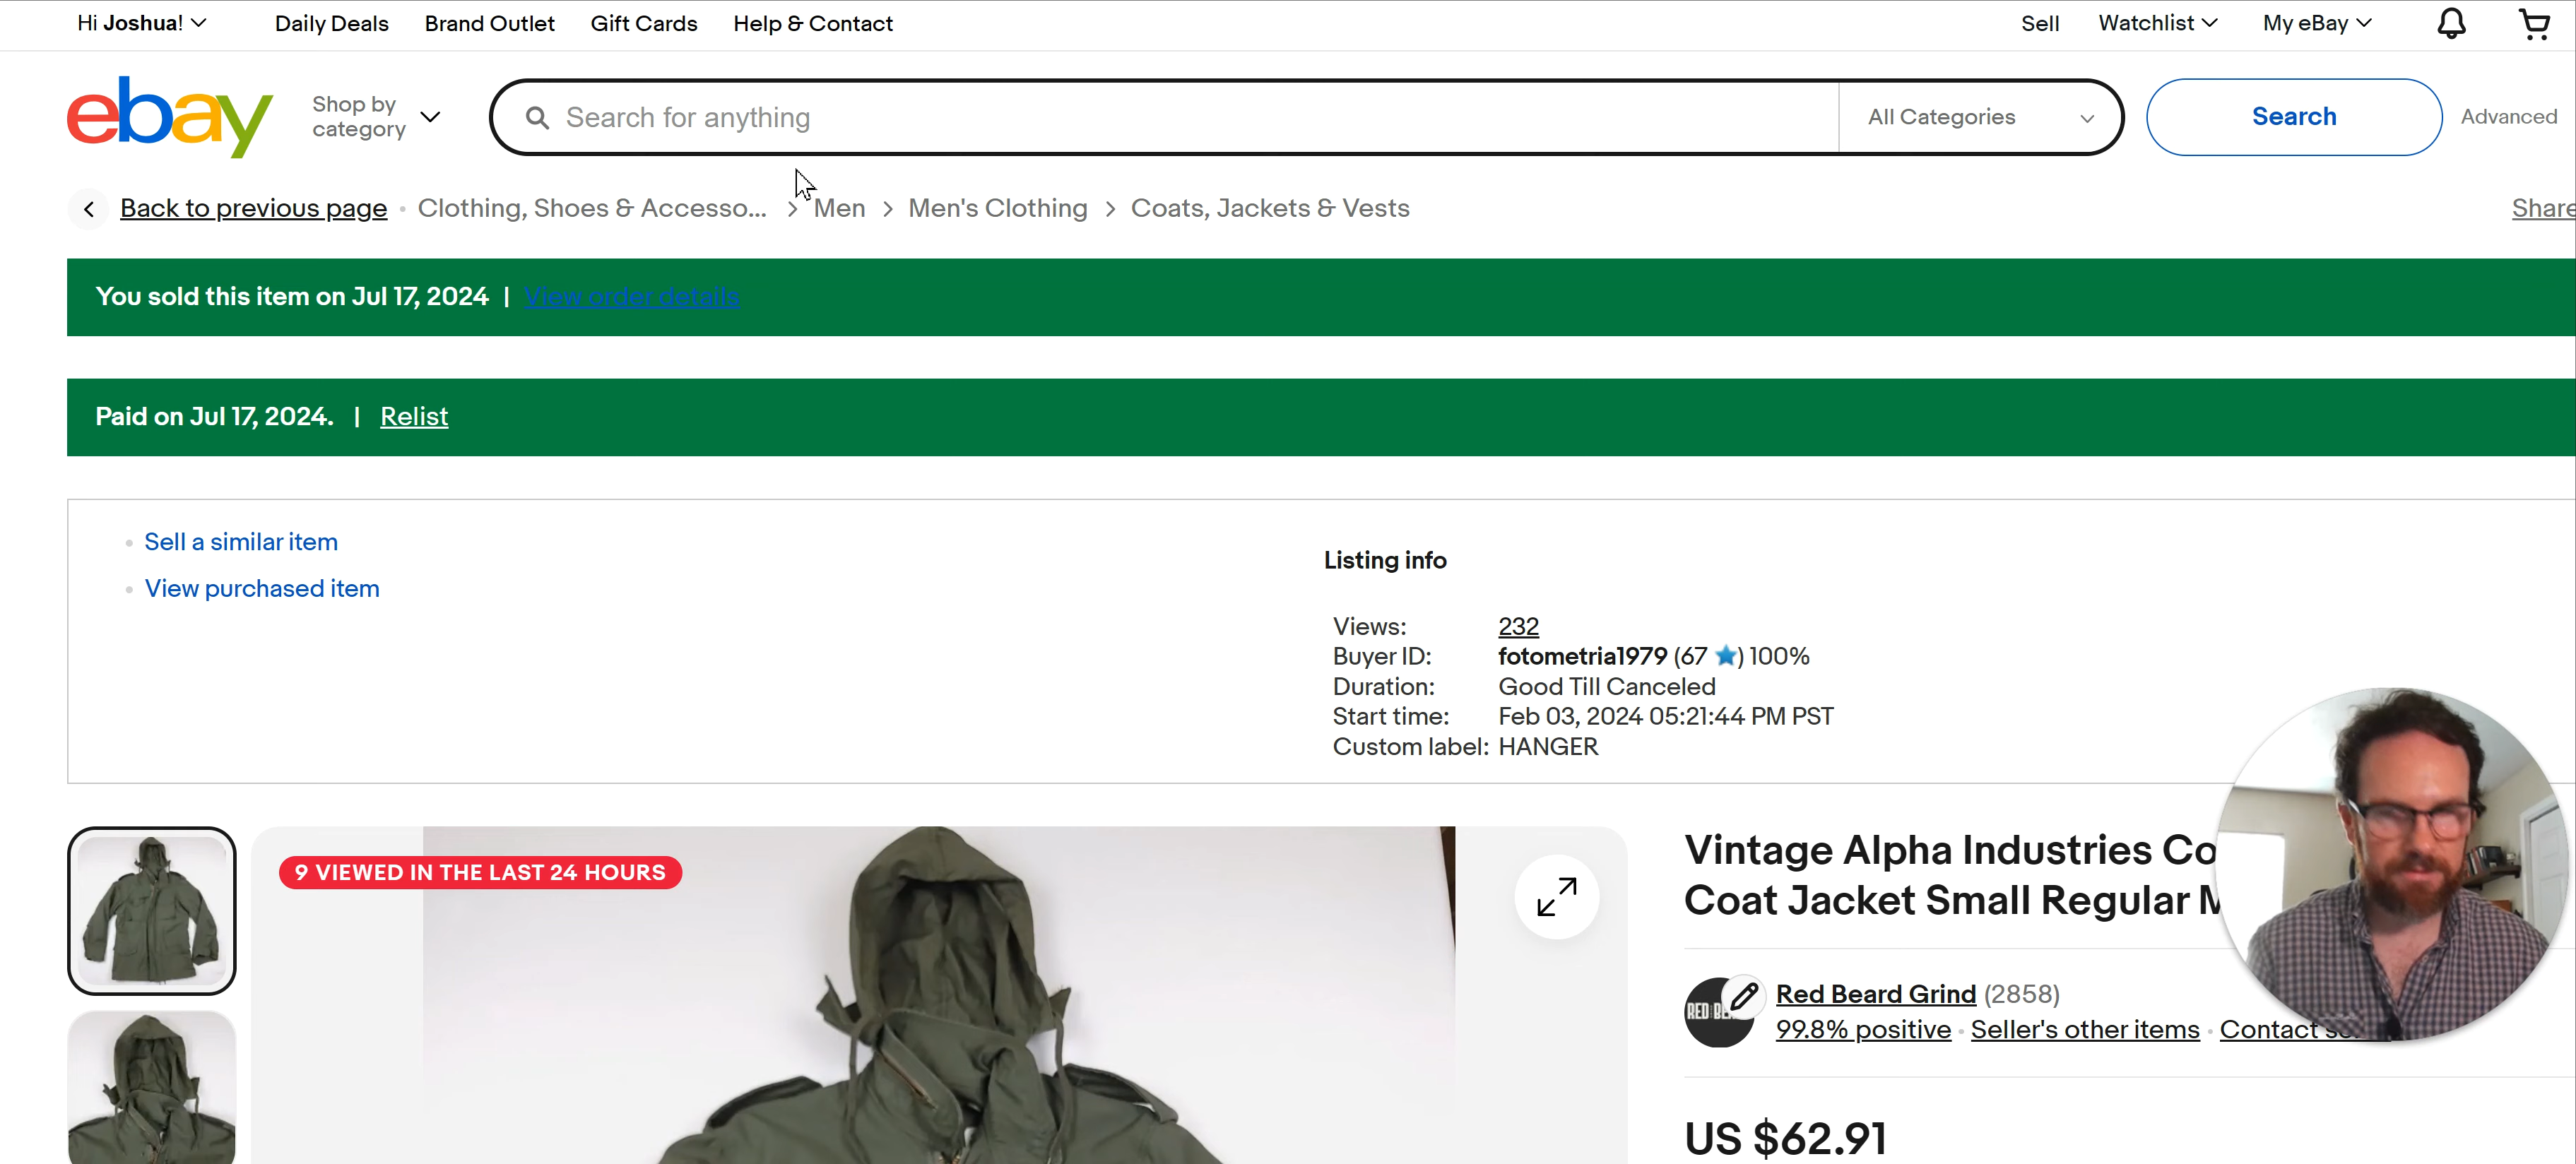 Hi Joshua! Daily Deals Brand Outlet Gift Cards Help & Contact Sell Watchlist My eBay
ebay Shop by category Search for anything All Categories Search Advanced
Back to previous page • Clothing, Shoes & Accesso... > Men > Men's Clothing > Coats, Jackets & Vests Share
You sold this item on Jul 17, 2024 | View order details
Paid on Jul 17, 2024. | Relist
• Sell a similar item
• View purchased item
Listing info
Views: 232
Buyer ID: fotometria1979 (67 ★) 100%
Duration: Good Till Canceled
Start time: Feb 03, 2024 05:21:44 PM PST
Custom label: HANGER
9 VIEWED IN THE LAST 24 HOURS
Vintage Alpha Industries Co
Coat Jacket Small Regular
RED BE
Red Beard Grind (2858)
99.8% positive • Seller's other items • Contact
US $62.91